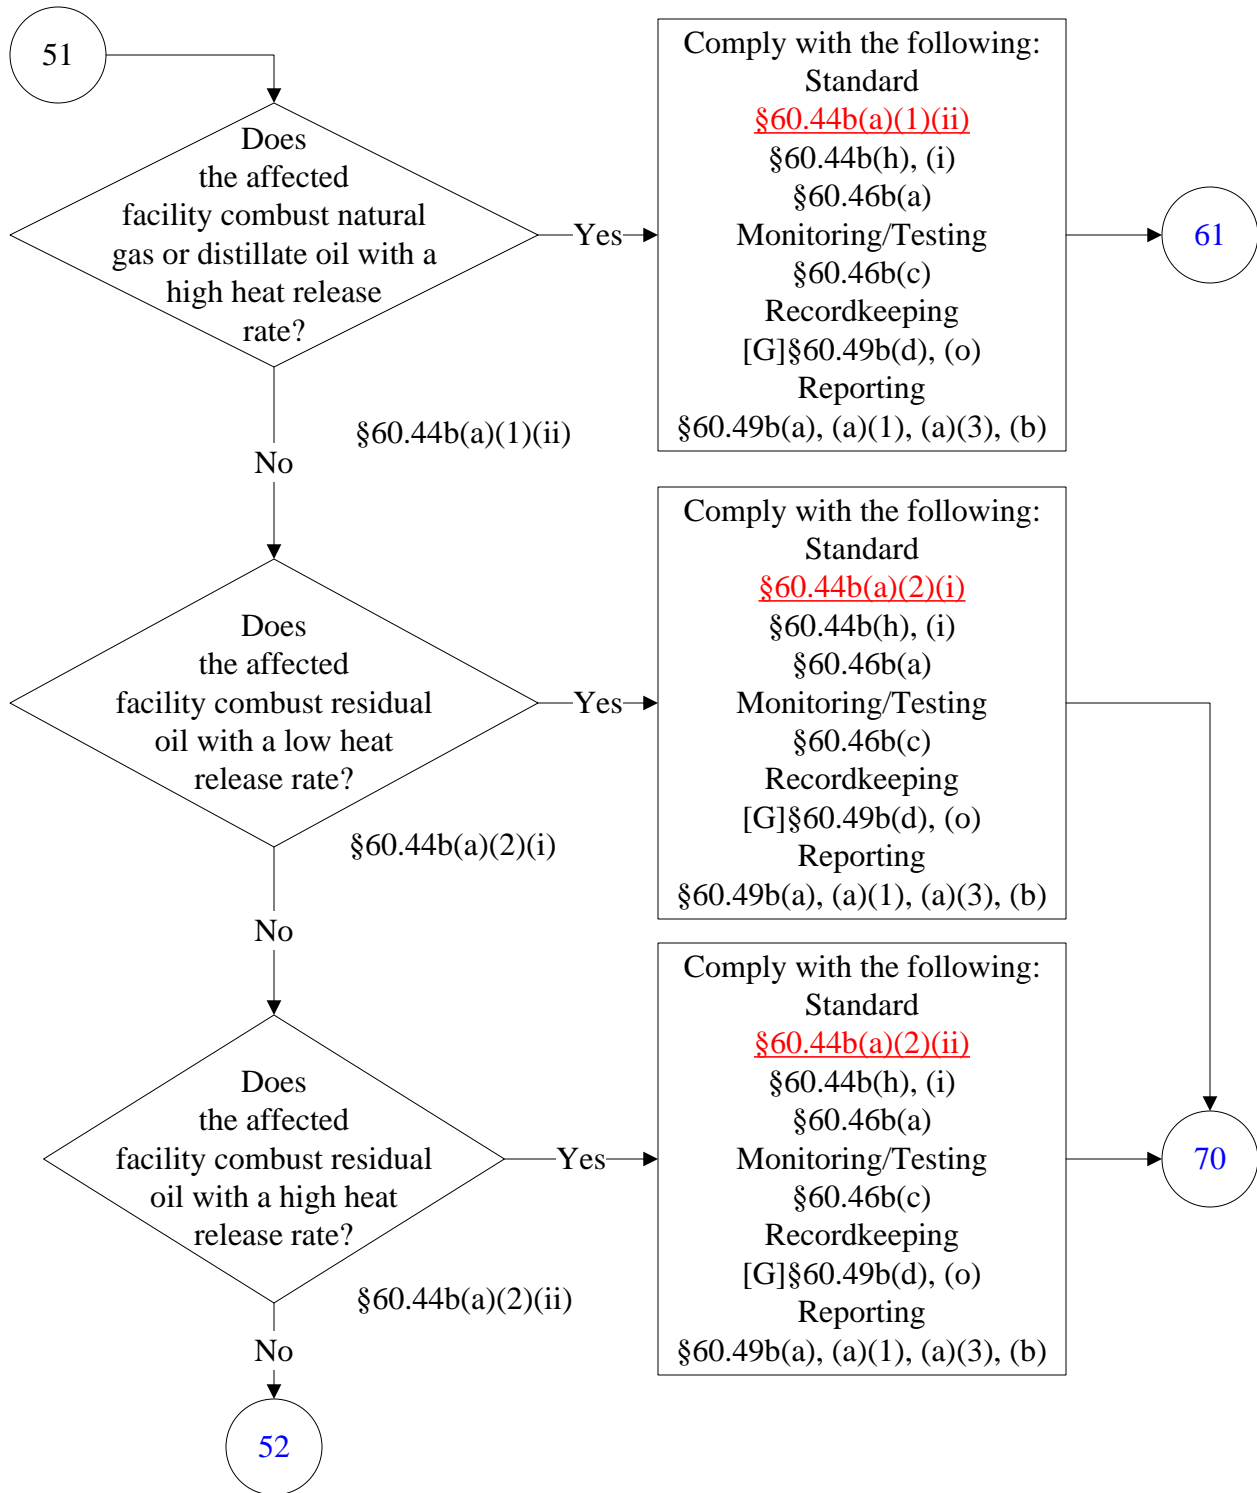 51
Does
the affected
facility combust natural
gas or distillate oil with a
high heat release
rate?
Yes
Comply with the following:
Standard
§60.44b(a)(1)(ii)
§60.44b(h), (i)
§60.46b(a)
Monitoring/Testing
§60.46b(c)
Recordkeeping
[G]§60.49b(d), (o)
Reporting
§60.49b(a), (a)(1), (a)(3), (b)
61
§60.44b(a)(1)(ii)
No
Does
the affected
facility combust residual
oil with a low heat
release rate?
Yes
Comply with the following:
Standard
§60.44b(a)(2)(i)
§60.44b(h), (i)
§60.46b(a)
Monitoring/Testing
§60.46b(c)
Recordkeeping
[G]§60.49b(d), (o)
Reporting
§60.49b(a), (a)(1), (a)(3), (b)
§60.44b(a)(2)(i)
No
Does
the affected
facility combust residual
oil with a high heat
release rate?
Yes
Comply with the following:
Standard
§60.44b(a)(2)(ii)
§60.44b(h), (i)
§60.46b(a)
Monitoring/Testing
§60.46b(c)
Recordkeeping
[G]§60.49b(d), (o)
Reporting
§60.49b(a), (a)(1), (a)(3), (b)
70
§60.44b(a)(2)(ii)
No
52